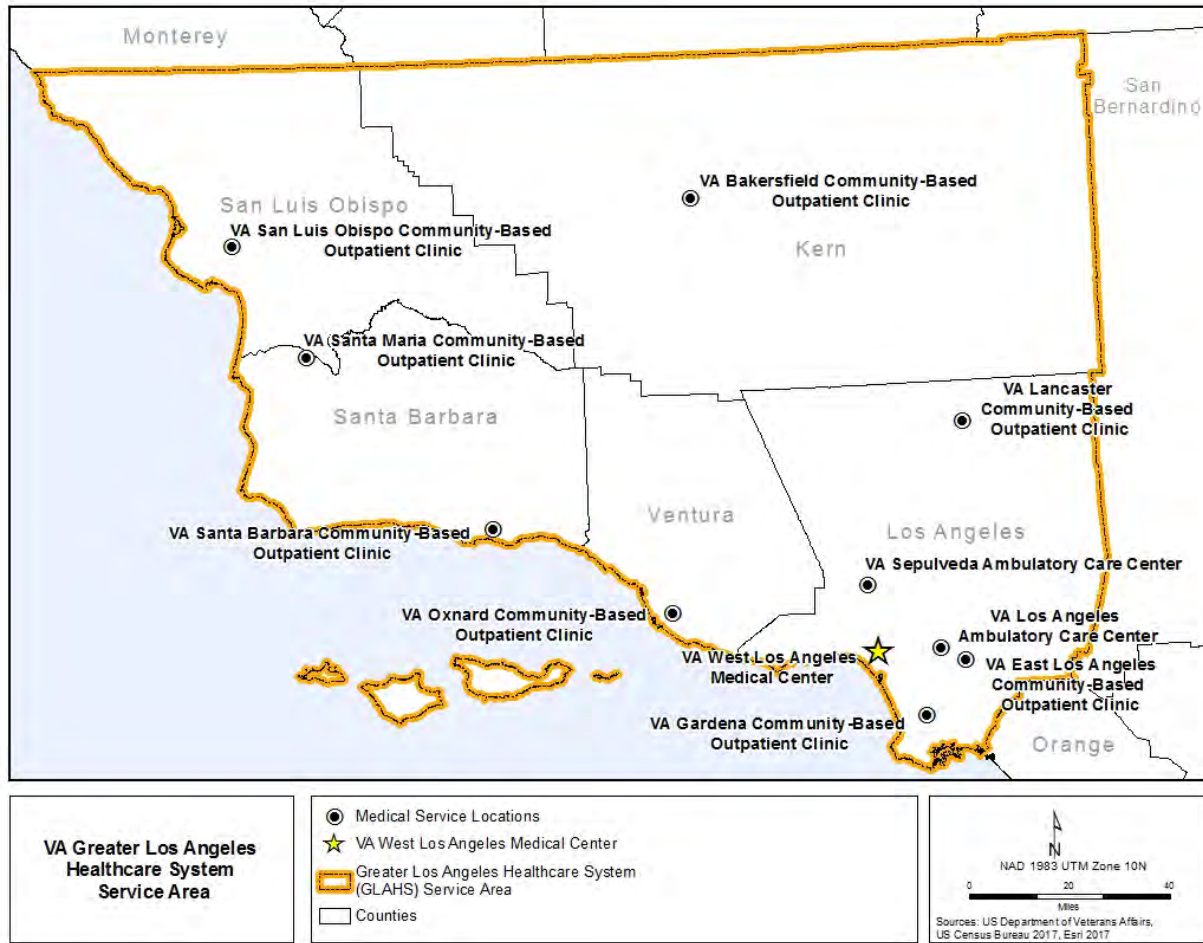 Monterey
San
Bernardino
VA Bakersfield Community-Based
Outpatient Clinic
San Luis Obispo
VA San Luis Obispo Community-Based
Outpatient Clinic
Kern
VA Santa Maria Community-Based
Outpatient Clinic
VA Lancaster
Community-Based
Outpatient Clinic
Santa Barbara
Ventura
Los Angeles
VA Santa Barbara Community-Based
Outpatient Clinic
VA Sepulveda Ambulatory Care Center
VA Oxnard Community-Based
Outpatient Clinic
VA Los Angeles
Ambulatory Care Center
VA West Los Angeles
Medical Center
VA East Los Angeles
Community-Based
Outpatient Clinic
VA Gardena Community-Based
Outpatient Clinic
Orange
VA Greater Los Angeles
Healthcare System
Service Area
Medical Service Locations
VA West Los Angeles Medical Center
Greater Los Angeles Healthcare System
(GLAHS) Service Area
Counties
N
NAD 1983 UTM Zone 10N
0 20 40
Miles
Sources: US Department of Veterans Affairs,
US Census Bureau 2017, Esri 2017